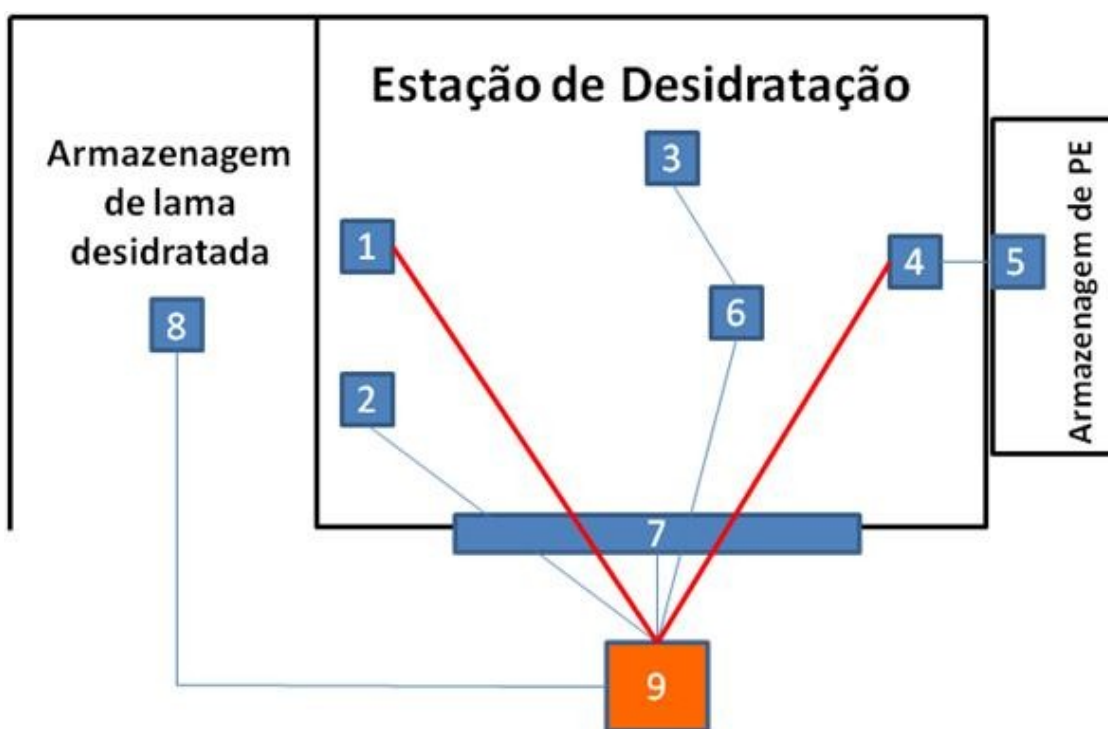 Estação de Desidratação
Armazenagem
de lama
desidratada
Armazenagem de PE
3
1
4
5
6
8
2
7
9